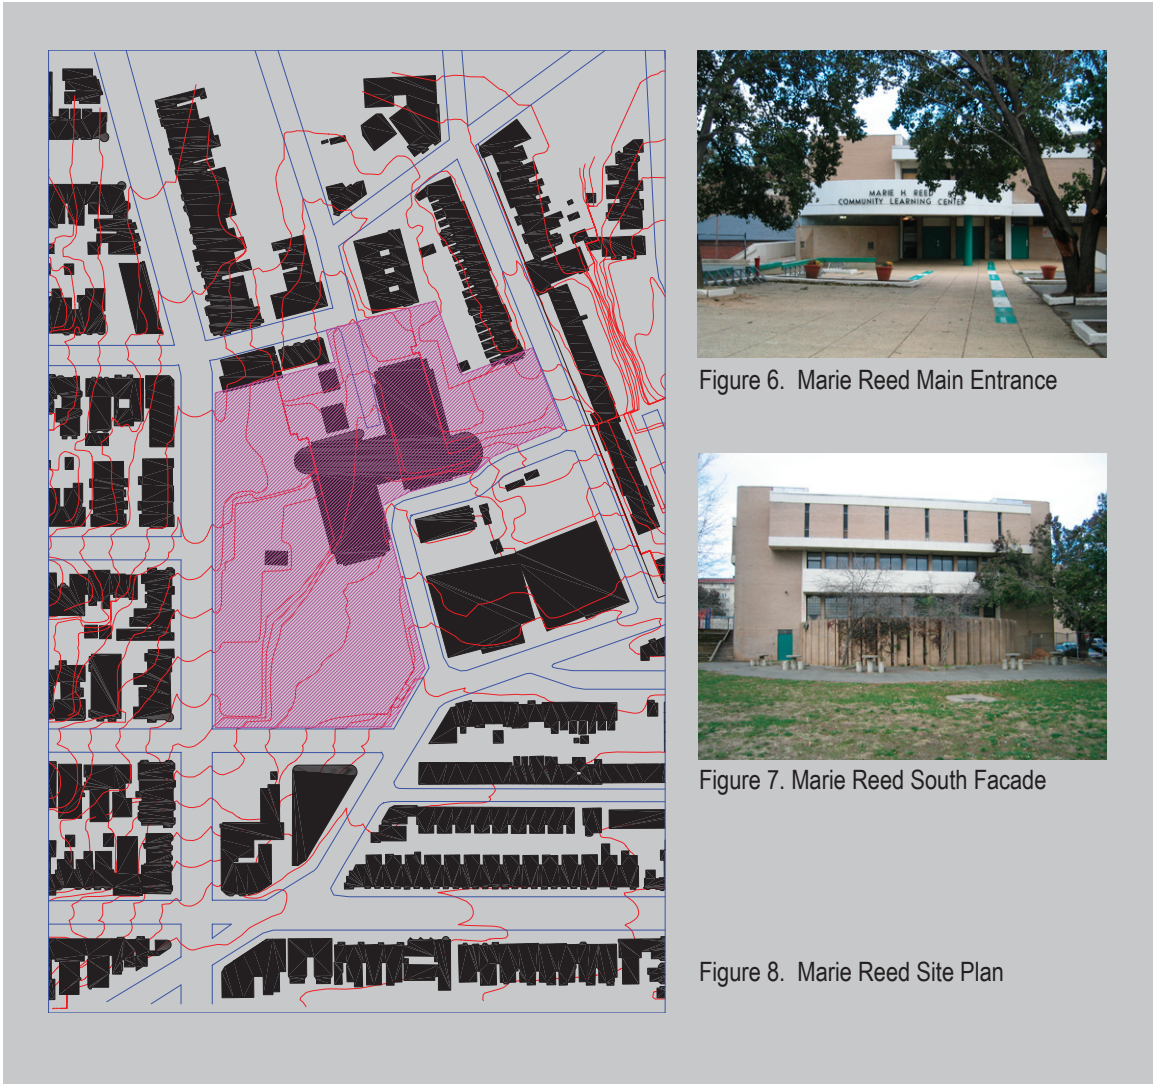 MARIE H. REED
COMMUNITY LEARNING CENTER
Figure 6. Marie Reed Main Entrance
Figure 7. Marie Reed South Facade
Figure 8. Marie Reed Site Plan